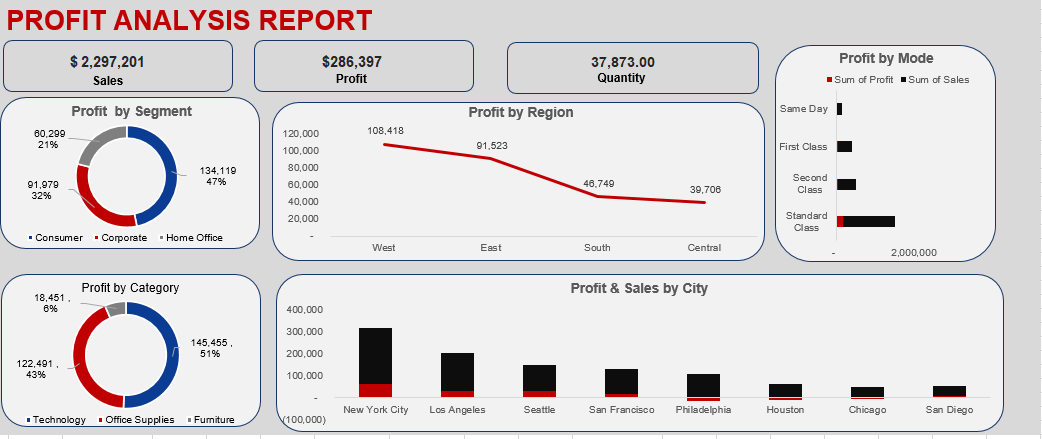 PROFIT ANALYSIS REPORT
$ 2,297,201
Sales
$286,397
Profit
37,873.00
Quantity
Profit by Mode
Sum of Profit Sum of Sales
Same Day
First Class
Second
Class
Standard
Class
- 2,000,000
Profit by Segment
60,299
21%
134,119
47%
91,979
32%
Consumer Corporate Home Office
Profit by Region
120,000
100,000
80,000
60,000
40,000
20,000
-
108,418
91,523
46,749
39,706
West East South Central
Profit by Category
18,451 ,
6%
145,455 ,
51%
122,491 ,
43%
Technology Office Supplies Furniture
Profit & Sales by City
400,000
300,000
200,000
100,000
-
(100,000)
New York City Los Angeles Seattle San Francisco Philadelphia Houston Chicago San Diego